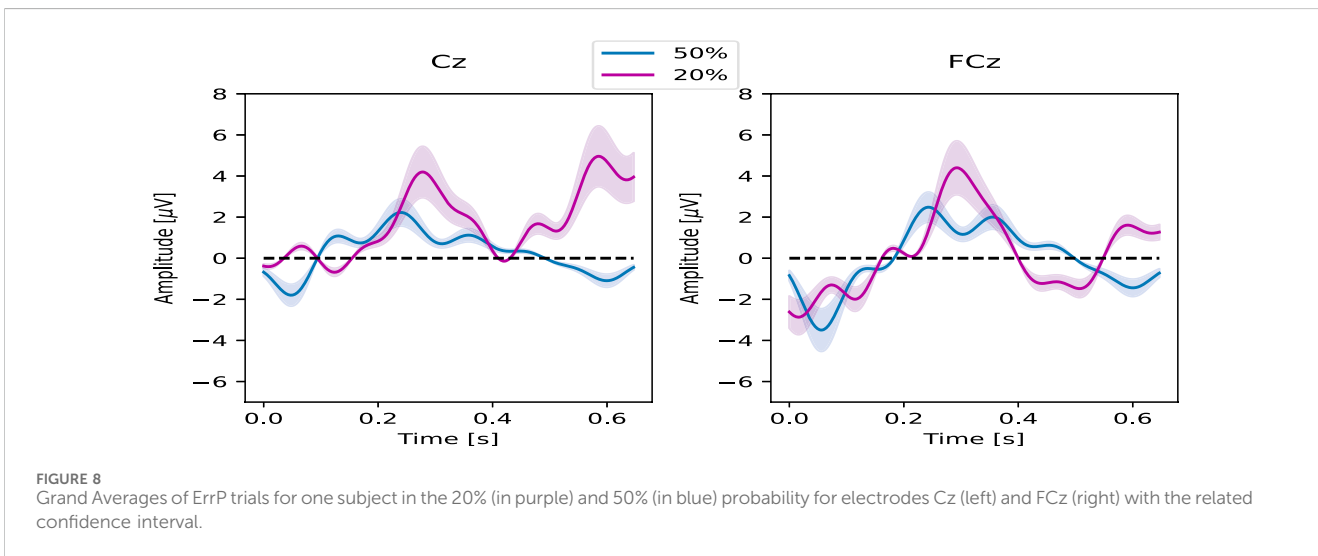 Cz
50%
20%
FCz
8
6
4
2
0
−2
−4
−6
Amplitude [μV]
0.0
0.2
0.4
0.6
Time [s]
8
6
4
2
0
−2
−4
−6
Amplitude [μV]
0.0
0.2
0.4
0.6
Time [s]
FIGURE 8
Grand Averages of ErrP trials for one subject in the 20% (in purple) and 50% (in blue) probability for electrodes Cz (left) and FCz (right) with the related
confidence interval.